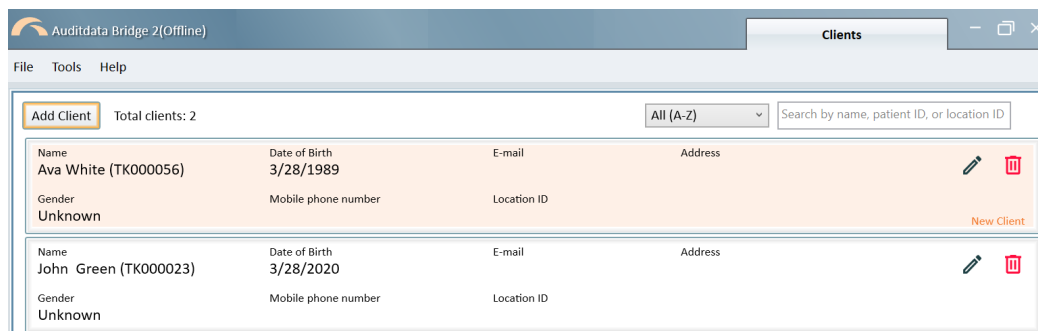 Auditdata Bridge 2(Offline)
Clients
File Tools Help
Add Client Total clients: 2 All (A-Z) Search by name, patient ID, or location ID
Name Date of Birth E-mail Address
Ava White (TK000056) 3/28/1989
Gender Mobile phone number Location ID
Unknown
New Client
Name Date of Birth E-mail Address
John  Green (TK000023) 3/28/2020
Gender Mobile phone number Location ID
Unknown